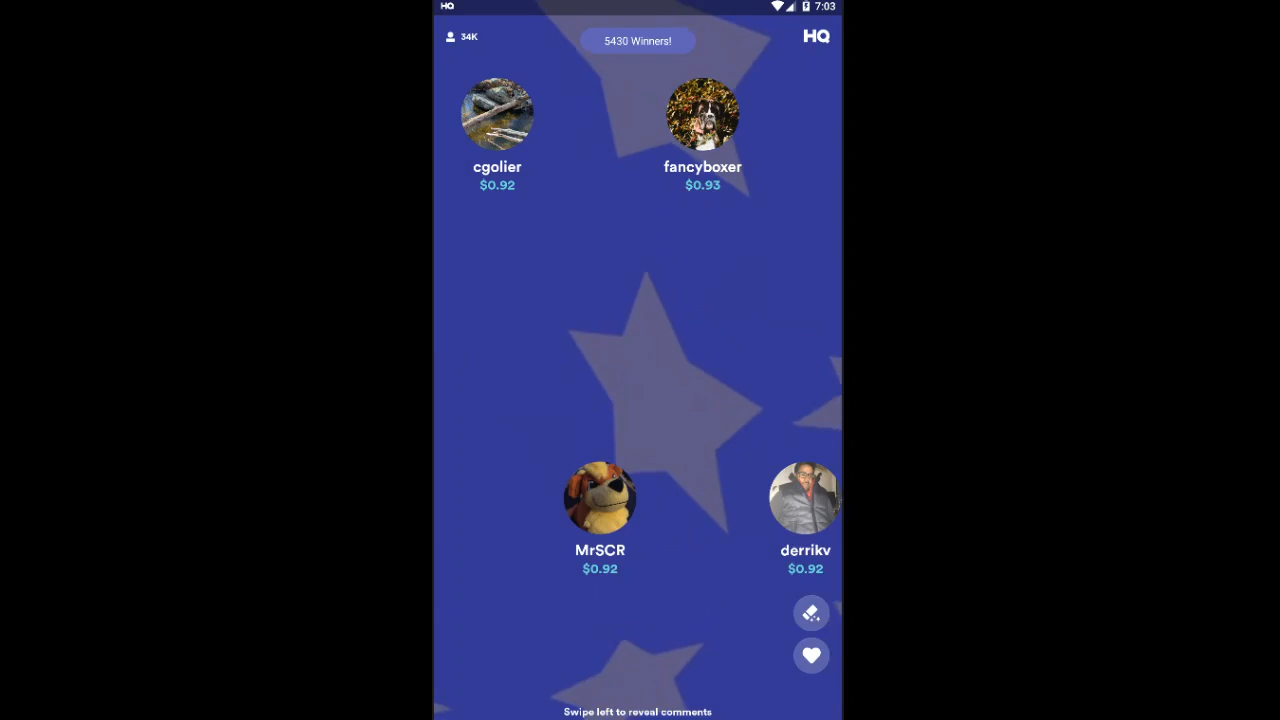 HQ 7:03
34K 5430 Winners! HQ
cgolier fancyboxer
$0.92 $0.93
MrSCR derrikv
$0.92 $0.92
Swipe left to reveal comments